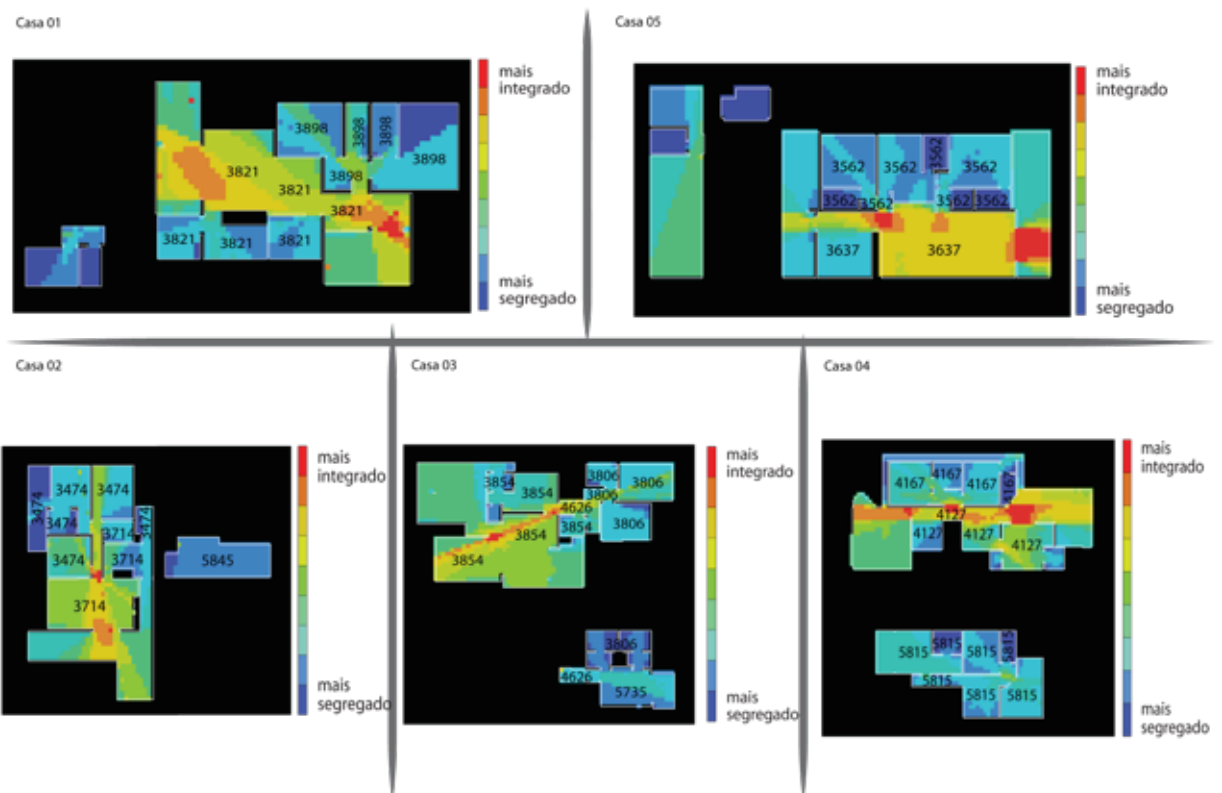 Casa 01
mais
integrado
3898
3898
3898
3898
3898
3821
3821
3821
3821
3821
3821
mais
segregado
Casa 05
mais
integrado
3562
3562
3562
3562
3562
3562
3562
3637
3637
mais
segregado
Casa 02
mais
integrado
3474
3474
3474
3474
3474
3714
3474
3714
5845
3714
mais
segregado
Casa 03
mais
integrado
3854
3854
3806
3806
3806
4626
3854
3806
3854
3854
3806
4626
5735
mais
segregado
Casa 04
mais
integrado
4167
4167
4167
4167
4127
4127
4127
4127
5815
5815
5815
5815
5815
5815
5815
mais
segregado